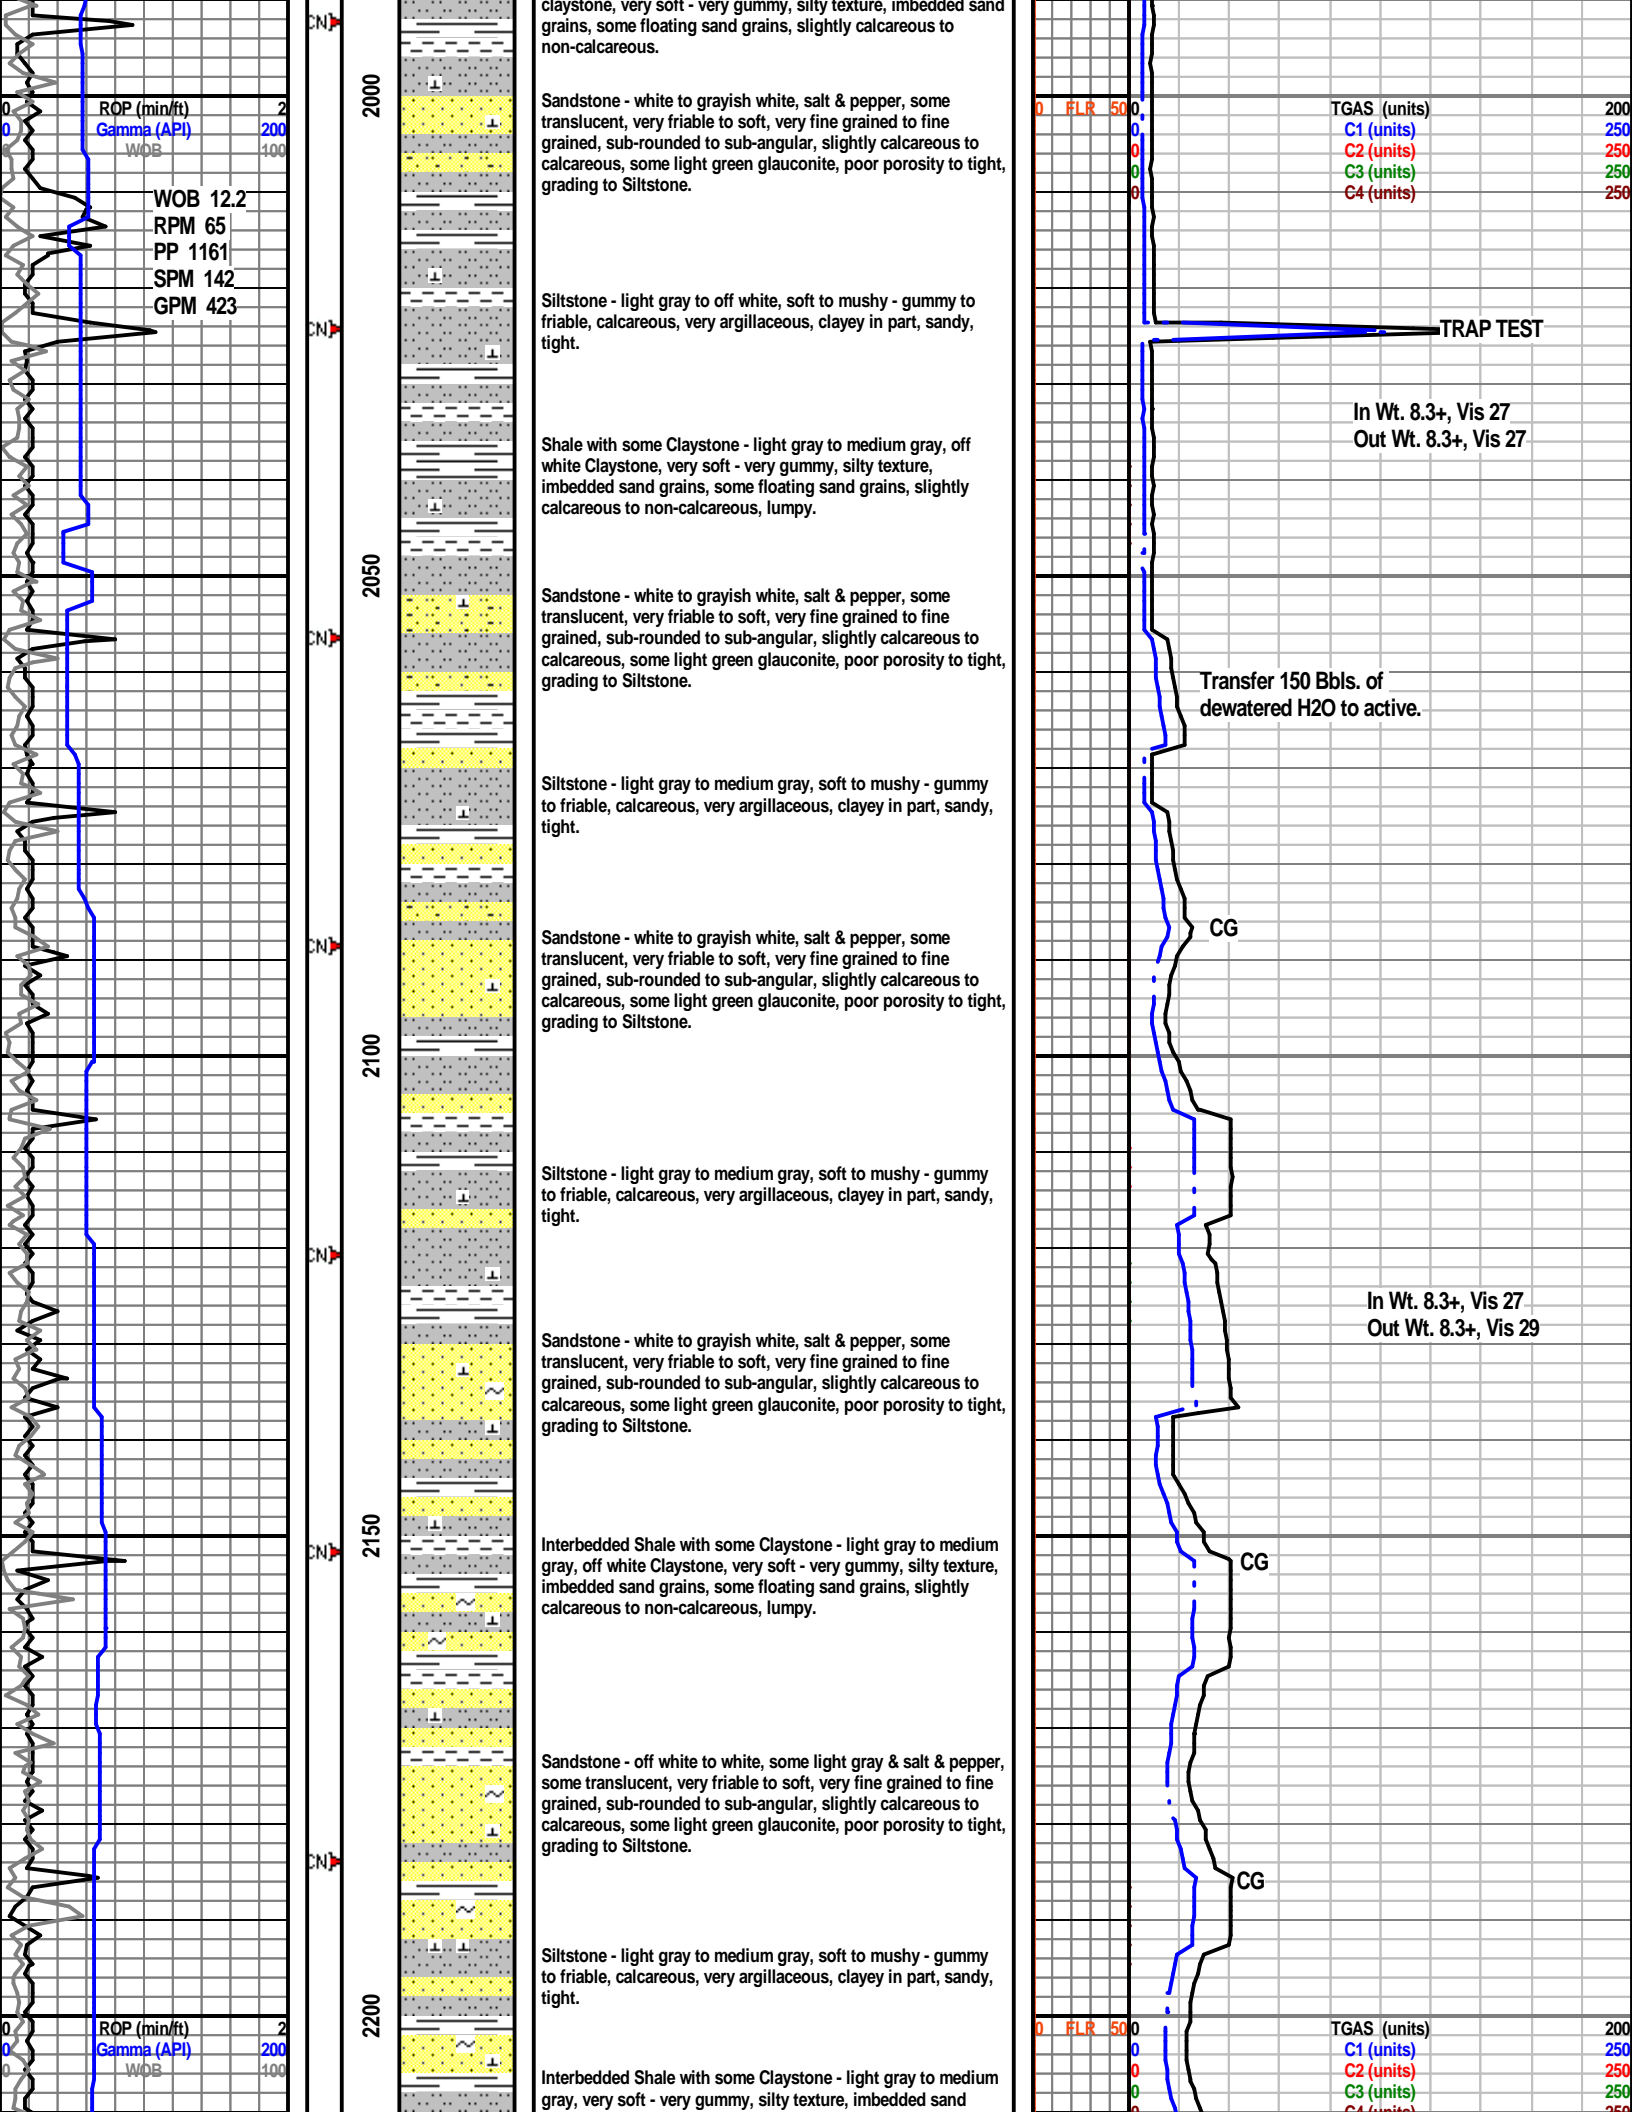 claystone, very soft - very gummy, silty texture, imbedded sand
grains, some floating sand grains, slightly calcareous to
non-calcareous.
CN]
2000
0 ROP (min/ft) 2
0 Gamma (API) 200
0 WOB 100
0 FLR 50
0 TGAS (units) 200
0 C1 (units) 250
0 C2 (units) 250
0 C3 (units) 250
0 C4 (units) 250
Sandstone - white to grayish white, salt & pepper, some
translucent, very friable to soft, very fine grained to fine
grained, sub-rounded to sub-angular, slightly calcareous to
calcareous, some light green glauconite, poor porosity to tight,
grading to Siltstone.
WOB 12.2
RPM 65
PP 1161
SPM 142
GPM 423
Siltstone - light gray to off white, soft to mushy - gummy to
friable, calcareous, very argillaceous, clayey in part, sandy,
tight.
CN]
TRAP TEST
In Wt. 8.3+, Vis 27
Out Wt. 8.3+, Vis 27
Shale with some Claystone - light gray to medium gray, off
white Claystone, very soft - very gummy, silty texture,
imbedded sand grains, some floating sand grains, slightly
calcareous to non-calcareous, lumpy.
2050
Sandstone - white to grayish white, salt & pepper, some
translucent, very friable to soft, very fine grained to fine
grained, sub-rounded to sub-angular, slightly calcareous to
calcareous, some light green glauconite, poor porosity to tight,
grading to Siltstone.
CN]
Transfer 150 Bbls. of
dewatered H2O to active.
Siltstone - light gray to medium gray, soft to mushy - gummy
to friable, calcareous, very argillaceous, clayey in part, sandy,
tight.
CG
CN]
Sandstone - white to grayish white, salt & pepper, some
translucent, very friable to soft, very fine grained to fine
grained, sub-rounded to sub-angular, slightly calcareous to
calcareous, some light green glauconite, poor porosity to tight,
grading to Siltstone.
2100
Siltstone - light gray to medium gray, soft to mushy - gummy
to friable, calcareous, very argillaceous, clayey in part, sandy,
tight.
CN]
In Wt. 8.3+, Vis 27
Out Wt. 8.3+, Vis 29
Sandstone - white to grayish white, salt & pepper, some
translucent, very friable to soft, very fine grained to fine
grained, sub-rounded to sub-angular, slightly calcareous to
calcareous, some light green glauconite, poor porosity to tight,
grading to Siltstone.
2150
CN]
CG
Interbedded Shale with some Claystone - light gray to medium
gray, off white Claystone, very soft - very gummy, silty texture,
imbedded sand grains, some floating sand grains, slightly
calcareous to non-calcareous, lumpy.
Sandstone - off white to white, some light gray & salt & pepper,
some translucent, very friable to soft, very fine grained to fine
grained, sub-rounded to sub-angular, slightly calcareous to
calcareous, some light green glauconite, poor porosity to tight,
grading to Siltstone.
CN]
CG
Siltstone - light gray to medium gray, soft to mushy - gummy
to friable, calcareous, very argillaceous, clayey in part, sandy,
tight.
2200
0 ROP (min/ft) 2
0 Gamma (API) 200
0 WOB 100
0 FLR 50
0 TGAS (units) 200
0 C1 (units) 250
0 C2 (units) 250
0 C3 (units) 250
0 C4 (units) 250
Interbedded Shale with some Claystone - light gray to medium
gray, very soft - very gummy, silty texture, imbedded sand